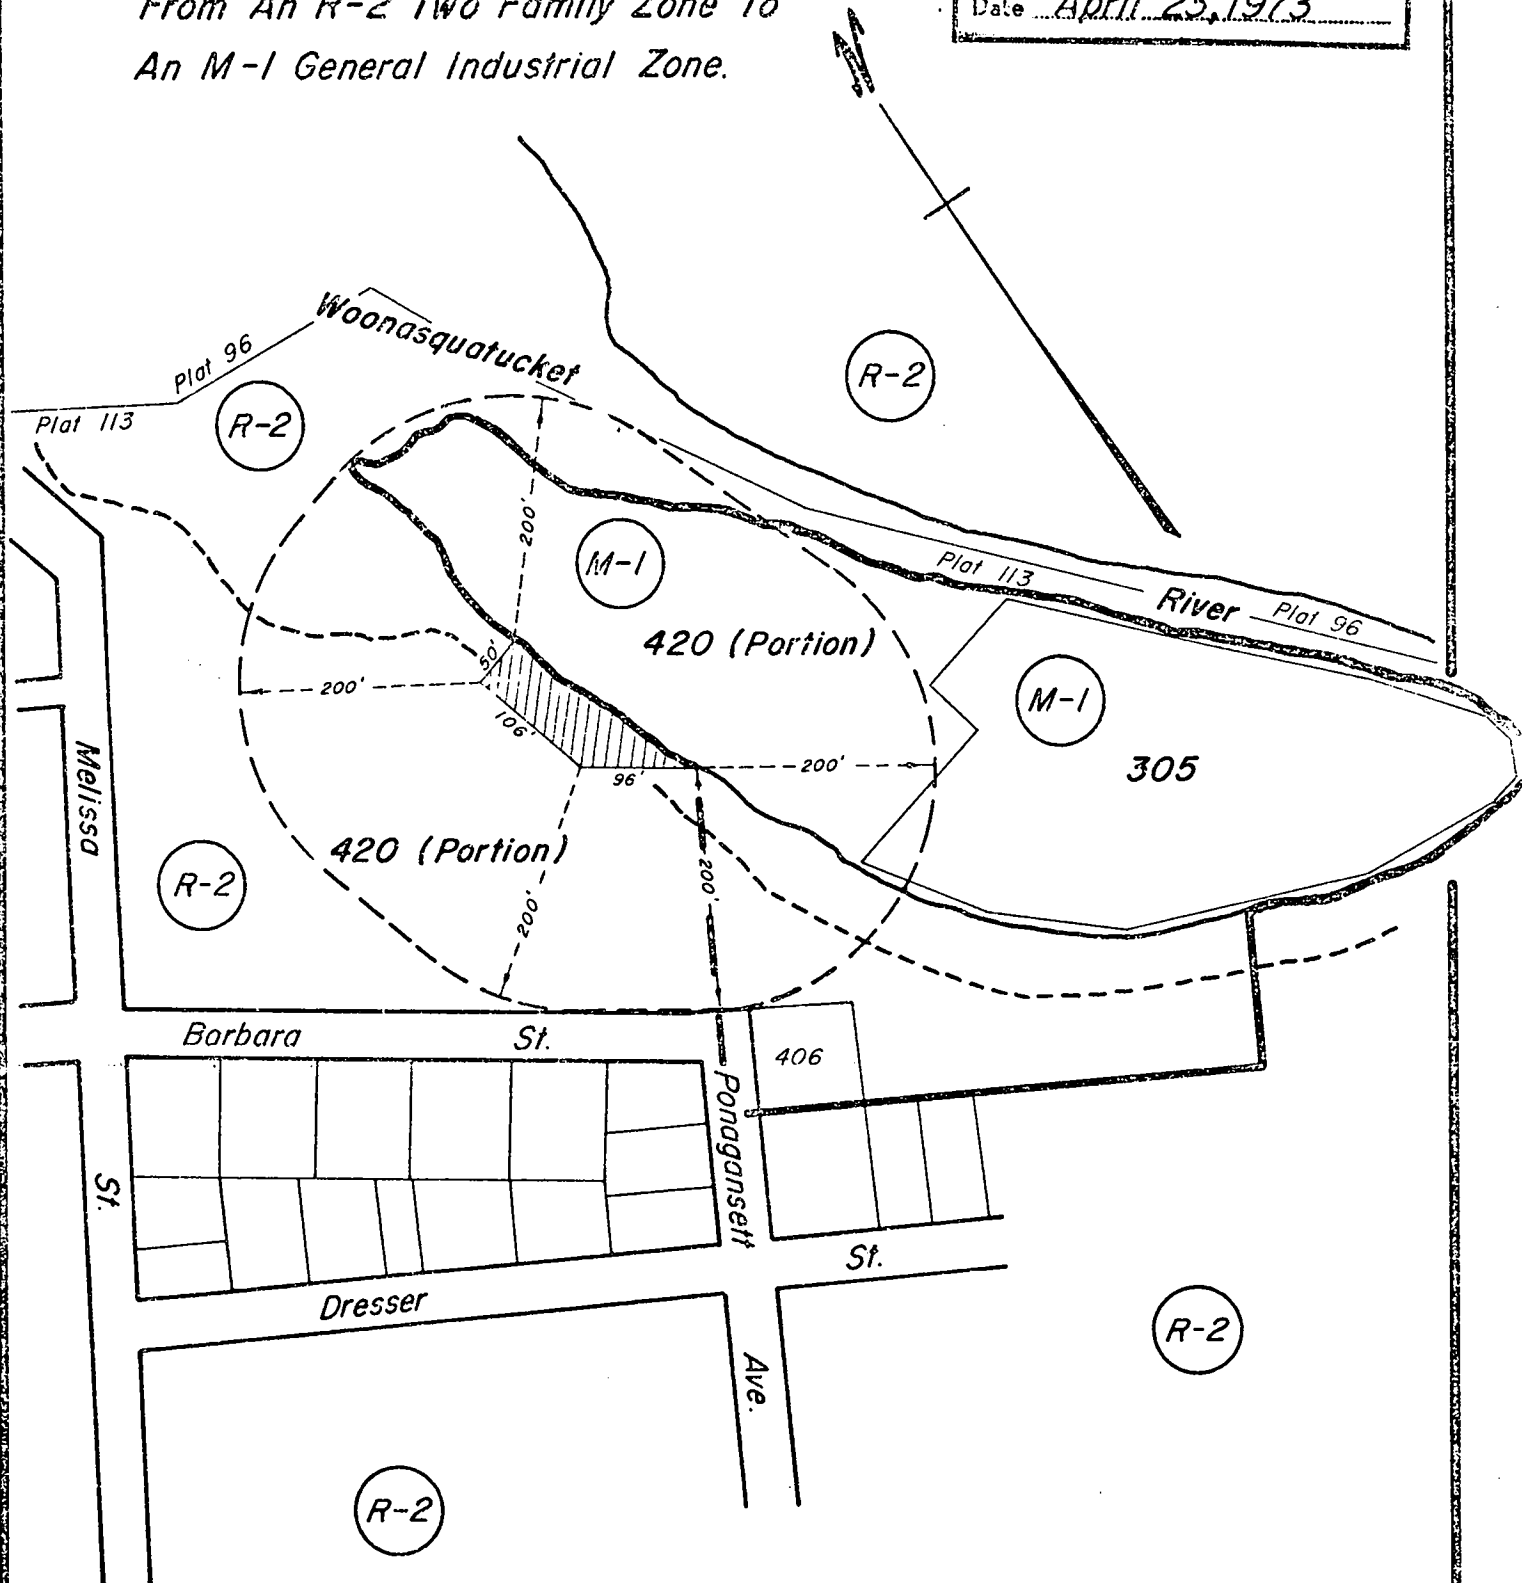 From An R-2 Two Family Zone To
An M-1 General Industrial Zone.
Date April 25, 1973
N
Woonasquatucket
Plat 96
Plat 113
R-2
R-2
200'
M-1
Plat 113
River
Plat 96
420 (Portion)
50'
200'
106'
M-1
96'
200'
305
Melissa
420 (Portion)
R-2
200'
200'
Barbara St.
406
Ponagansett
St.
St.
Dresser
R-2
Ave.
R-2